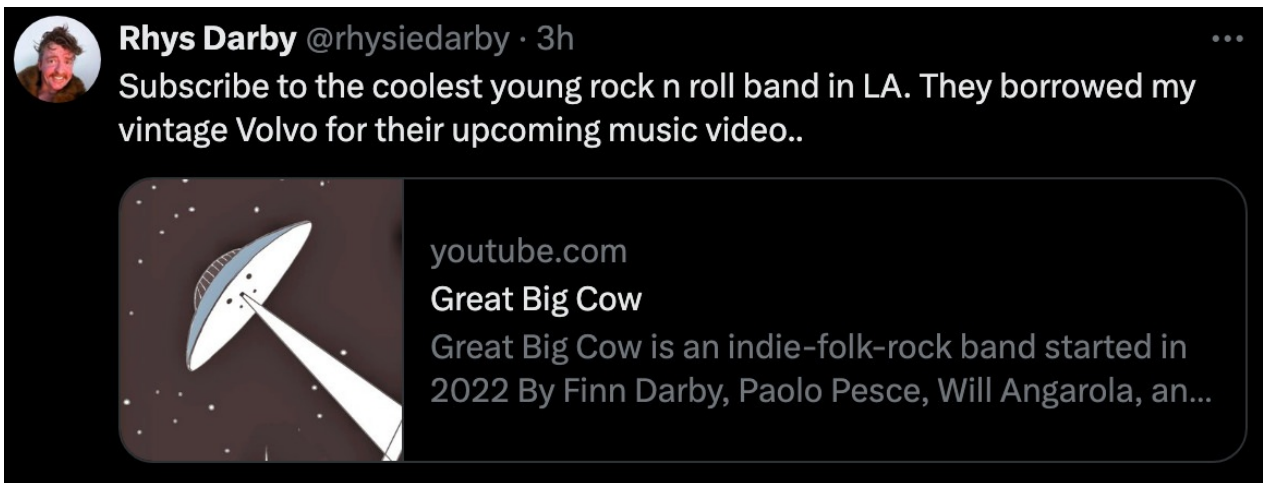 Rhys Darby @rhysiedarby · 3h
Subscribe to the coolest young rock n roll band in LA. They borrowed my
vintage Volvo for their upcoming music video..
youtube.com
Great Big Cow
Great Big Cow is an indie-folk-rock band started in
2022 By Finn Darby, Paolo Pesce, Will Angarola, an...